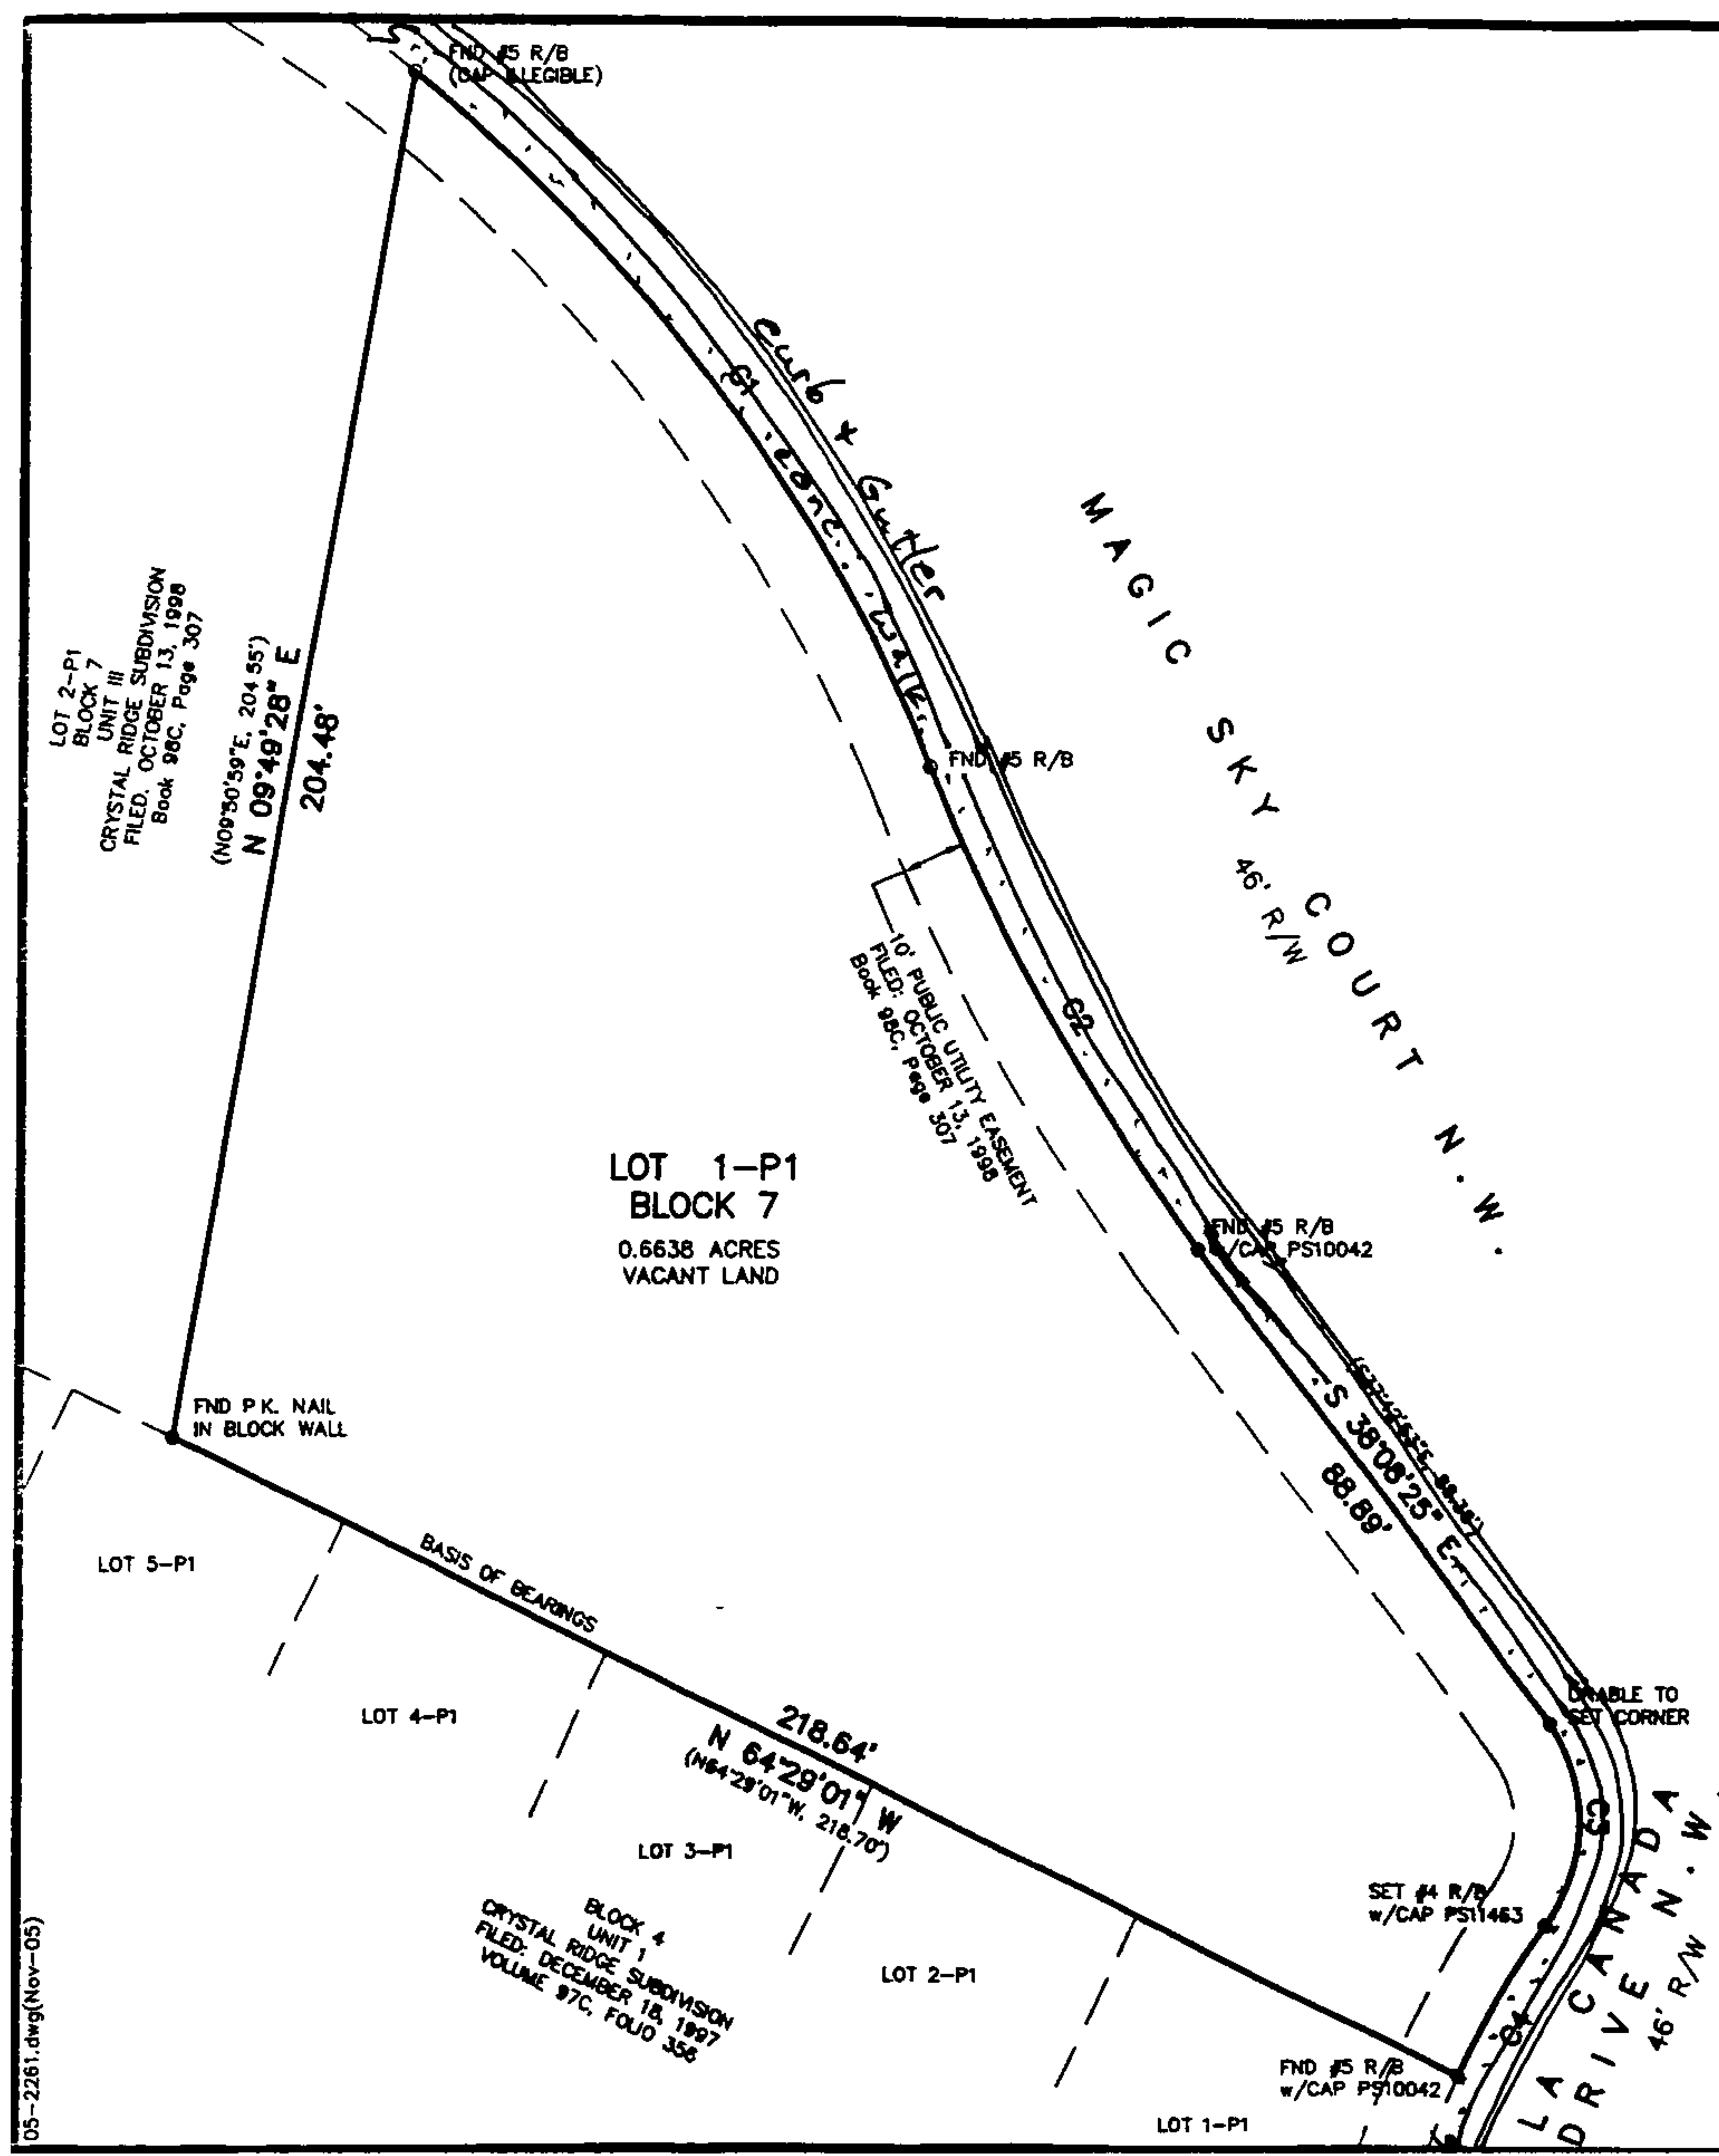 FND #5 R/B
(CAP ILLEGIBLE)
Curb & Gutter
C1
conc. walk
MAGIC SKY COURT N.W.
46' R/W
LOT 2-P1
BLOCK 7
UNIT III
CRYSTAL RIDGE SUBDIVISION
FILED. OCTOBER 13, 1998
Book 98C, Page 307
(N09°50'59"E, 204 55')
N 09°49'28" E
204.48'
FND #5 R/B
10' PUBLIC UTILITY EASEMENT
FILED: OCTOBER 13, 1998
Book 98C, Page 307
C2
LOT 1-P1
BLOCK 7
0.6638 ACRES
VACANT LAND
FND #5 R/B
W/CAP PS10042
S 38°08'25" E
88.89'
FND P K. NAIL
IN BLOCK WALL
BASIS OF BEARINGS
LOT 5-P1
LOT 4-P1
218.64'
N 64°29'01" W
(N64°29'01"W, 218.70')
LOT 3-P1
UNABLE TO
SET CORNER
C3
SET #4 R/B
w/CAP PS11463
BLOCK 4
UNIT 1
CRYSTAL RIDGE SUBDIVISION
FILED: DECEMBER 18, 1997
VOLUME 97C, FOLIO 358
LOT 2-P1
C4
LA CANADA
DRIVE N.W.
46' R/W
FND #5 R/B
w/CAP PS10042
LOT 1-P1
05-2261.dwg(Nov-05)